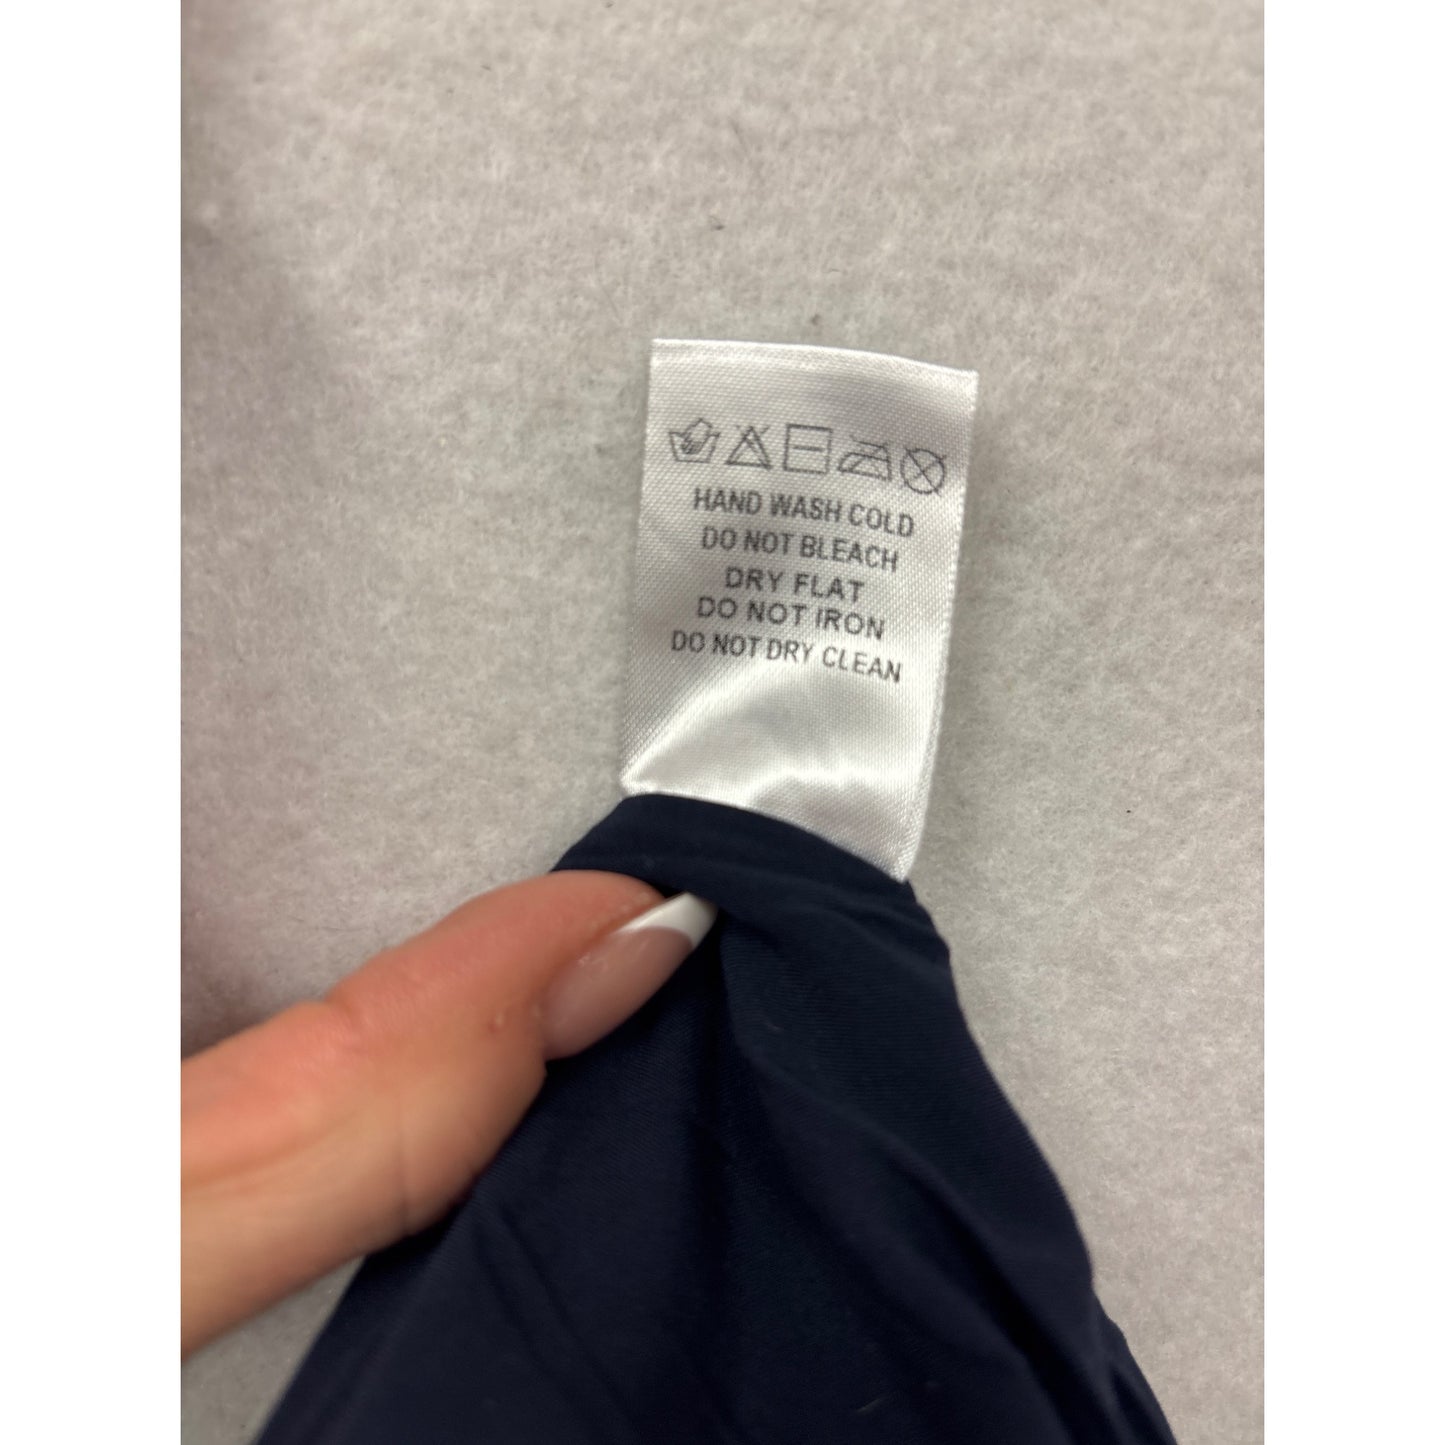 HAND WASH COLD
DO NOT BLEACH
DRY FLAT
DO NOT IRON
DO NOT DRY CLEAN